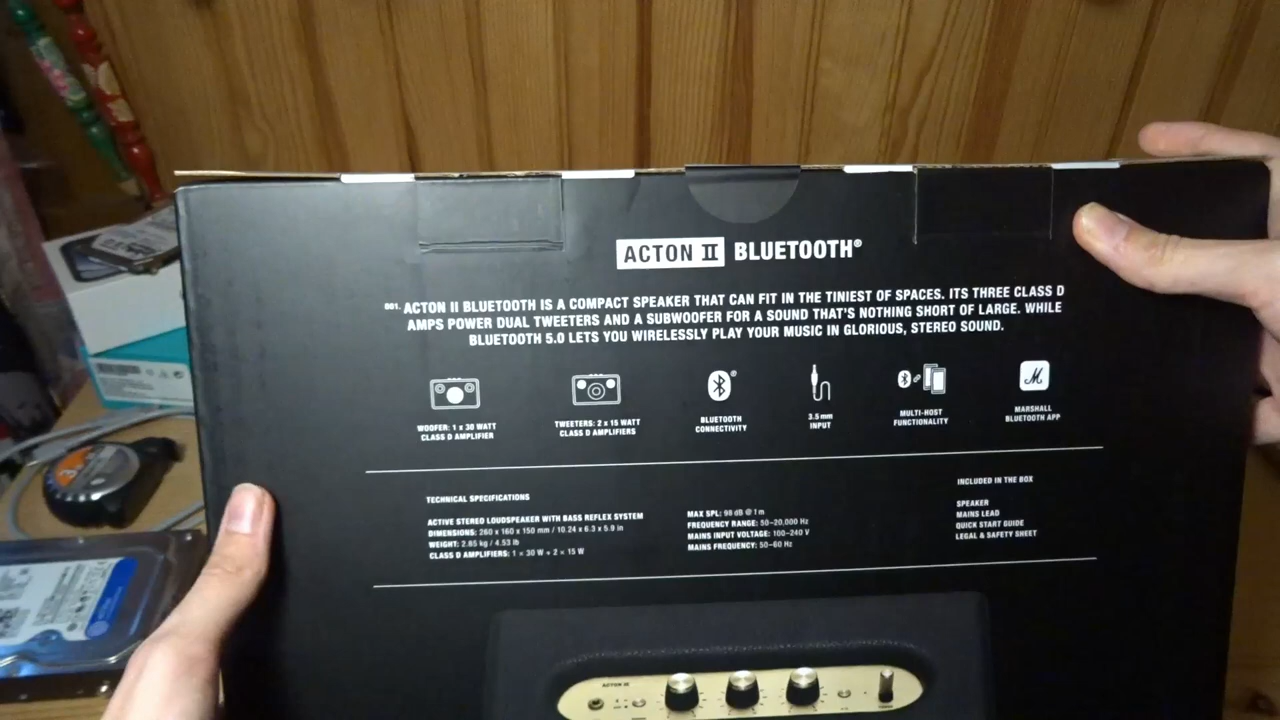 ACTON II BLUETOOTH®
001. ACTON II BLUETOOTH IS A COMPACT SPEAKER THAT CAN FIT IN THE TINIEST OF SPACES. ITS THREE CLASS D
AMPS POWER DUAL TWEETERS AND A SUBWOOFER FOR A SOUND THAT'S NOTHING SHORT OF LARGE. WHILE
BLUETOOTH 5.0 LETS YOU WIRELESSLY PLAY YOUR MUSIC IN GLORIOUS, STEREO SOUND.
WOOFER: 1 x 30 WATT
CLASS D AMPLIFIER
TWEETERS: 2 x 15 WATT
CLASS D AMPLIFIERS
BLUETOOTH
CONNECTIVITY
3.5 mm
INPUT
MULTI-HOST
FUNCTIONALITY
MARSHALL
BLUETOOTH APP
TECHNICAL SPECIFICATIONS
ACTIVE STEREO LOUDSPEAKER WITH BASS REFLEX SYSTEM
DIMENSIONS: 260 x 160 x 150 mm / 10.24 x 6.3 x 5.9 in
WEIGHT: 2.85 kg / 4.53 lb
CLASS D AMPLIFIERS: 1 × 30 W + 2 × 15 W
MAX SPL: 98 dB @ 1 m
FREQUENCY RANGE: 50–20,000 Hz
MAINS INPUT VOLTAGE: 100–240 V
MAINS FREQUENCY: 50–60 Hz
INCLUDED IN THE BOX
SPEAKER
MAINS LEAD
QUICK START GUIDE
LEGAL & SAFETY SHEET
ACTON II